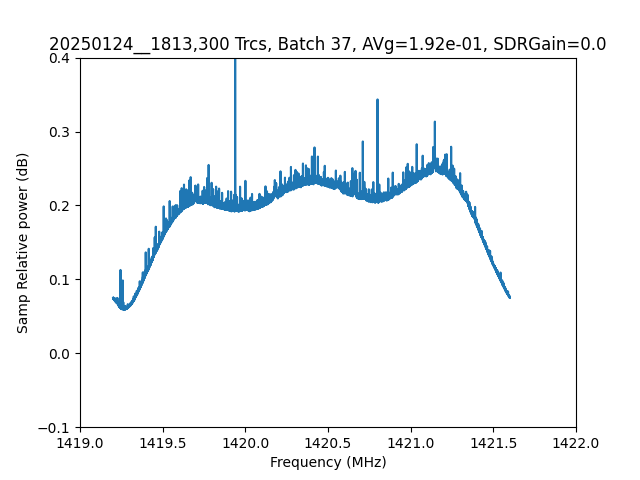 20250124__1813,300 Trcs, Batch 37, AVg=1.92e-01, SDRGain=0.0
0.4
0.3
0.2
0.1
0.0
−0.1
Samp Relative power (dB)
1419.0 1419.5 1420.0 1420.5 1421.0 1421.5 1422.0
Frequency (MHz)